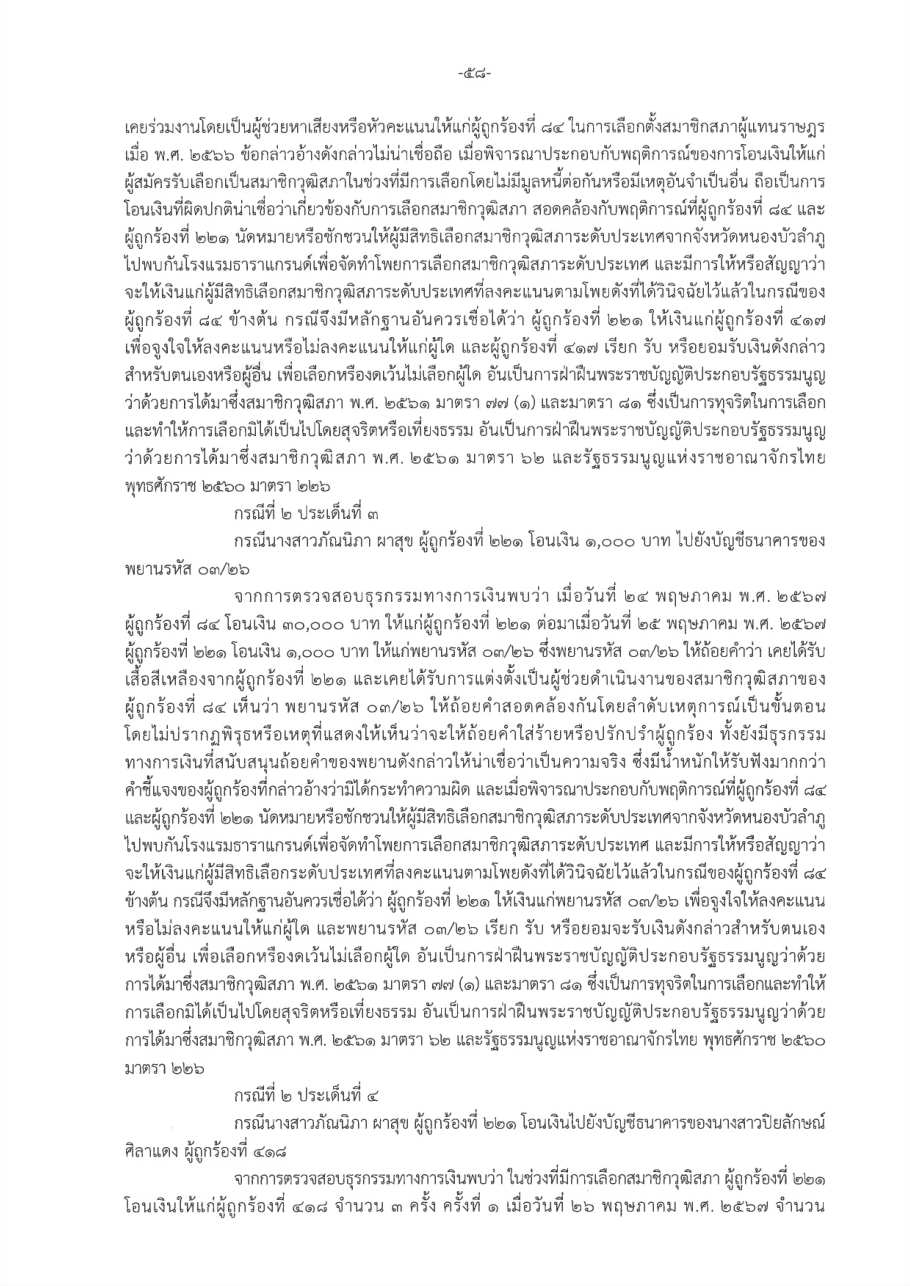 -๕๘-
เคยร่วมงานโดยเป็นผู้ช่วยหาเสียงหรือหัวคะแนนให้แก่ผู้ถูกร้องที่ ๘๔ ในการเลือกตั้งสมาชิกสภาผู้แทนราษฎร
เมื่อ พ.ศ. ๒๕๖๖ ข้อกล่าวอ้างดังกล่าวไม่น่าเชื่อถือ เมื่อพิจารณาประกอบกับพฤติการณ์ของการโอนเงินให้แก่
ผู้สมัครรับเลือกเป็นสมาชิกวุฒิสภาในช่วงที่มีการเลือกโดยไม่มีมูลหนี้ต่อกันหรือมีเหตุอันจำเป็นอื่น ถือเป็นการ
โอนเงินที่ผิดปกติน่าเชื่อว่าเกี่ยวข้องกับการเลือกสมาชิกวุฒิสภา สอดคล้องกับพฤติการณ์ที่ผู้ถูกร้องที่ ๘๔ และ
ผู้ถูกร้องที่ ๒๒๑ นัดหมายหรือชักชวนให้ผู้มีสิทธิเลือกสมาชิกวุฒิสภาระดับประเทศจากจังหวัดหนองบัวลำภู
ไปพบกันโรงแรมธาราแกรนด์เพื่อจัดทำโพยการเลือกสมาชิกวุฒิสภาระดับประเทศ และมีการให้หรือสัญญาว่า
จะให้เงินแก่ผู้มีสิทธิเลือกสมาชิกวุฒิสภาระดับประเทศที่ลงคะแนนตามโพยดังที่ได้วินิจฉัยไว้แล้วในกรณีของ
ผู้ถูกร้องที่ ๘๔ ข้างต้น กรณีจึงมีหลักฐานอันควรเชื่อได้ว่า ผู้ถูกร้องที่ ๒๒๑ ให้เงินแก่ผู้ถูกร้องที่ ๔๑๗
เพื่อจูงใจให้ลงคะแนนหรือไม่ลงคะแนนให้แก่ผู้ใด และผู้ถูกร้องที่ ๔๑๗ เรียก รับ หรือยอมรับเงินดังกล่าว
สำหรับตนเองหรือผู้อื่น เพื่อเลือกหรืองดเว้นไม่เลือกผู้ใด อันเป็นการฝ่าฝืนพระราชบัญญัติประกอบรัฐธรรมนูญ
ว่าด้วยการได้มาซึ่งสมาชิกวุฒิสภา พ.ศ. ๒๕๖๑ มาตรา ๗๗ (๑) และมาตรา ๘๑ ซึ่งเป็นการทุจริตในการเลือก
และทำให้การเลือกมิได้เป็นไปโดยสุจริตหรือเที่ยงธรรม อันเป็นการฝ่าฝืนพระราชบัญญัติประกอบรัฐธรรมนูญ
ว่าด้วยการได้มาซึ่งสมาชิกวุฒิสภา พ.ศ. ๒๕๖๑ มาตรา ๖๒ และรัฐธรรมนูญแห่งราชอาณาจักรไทย
พุทธศักราช ๒๕๖๐ มาตรา ๒๒๖
กรณีที่ ๒ ประเด็นที่ ๓
กรณีนางสาวภัณนิภา ผาสุข ผู้ถูกร้องที่ ๒๒๑ โอนเงิน ๑,๐๐๐ บาท ไปยังบัญชีธนาคารของ
พยานรหัส ๐๓/๒๖
จากการตรวจสอบธุรกรรมทางการเงินพบว่า เมื่อวันที่ ๒๔ พฤษภาคม พ.ศ. ๒๕๖๗
ผู้ถูกร้องที่ ๘๔ โอนเงิน ๓๐,๐๐๐ บาท ให้แก่ผู้ถูกร้องที่ ๒๒๑ ต่อมาเมื่อวันที่ ๒๕ พฤษภาคม พ.ศ. ๒๕๖๗
ผู้ถูกร้องที่ ๒๒๑ โอนเงิน ๑,๐๐๐ บาท ให้แก่พยานรหัส ๐๓/๒๖ ซึ่งพยานรหัส ๐๓/๒๖ ให้ถ้อยคำว่า เคยได้รับ
เสื้อสีเหลืองจากผู้ถูกร้องที่ ๒๒๑ และเคยได้รับการแต่งตั้งเป็นผู้ช่วยดำเนินงานของสมาชิกวุฒิสภาของ
ผู้ถูกร้องที่ ๘๔ เห็นว่า พยานรหัส ๐๓/๒๖ ให้ถ้อยคำสอดคล้องกันโดยลำดับเหตุการณ์เป็นขั้นตอน
โดยไม่ปรากฏพิรุธหรือเหตุที่แสดงให้เห็นว่าจะให้ถ้อยคำใส่ร้ายหรือปรักปรำผู้ถูกร้อง ทั้งยังมีธุรกรรม
ทางการเงินที่สนับสนุนถ้อยคำของพยานดังกล่าวให้น่าเชื่อว่าเป็นความจริง ซึ่งมีน้ำหนักให้รับฟังมากกว่า
คำชี้แจงของผู้ถูกร้องที่กล่าวอ้างว่ามิได้กระทำความผิด และเมื่อพิจารณาประกอบกับพฤติการณ์ที่ผู้ถูกร้องที่ ๘๔
และผู้ถูกร้องที่ ๒๒๑ นัดหมายหรือชักชวนให้ผู้มีสิทธิเลือกสมาชิกวุฒิสภาระดับประเทศจากจังหวัดหนองบัวลำภู
ไปพบกันโรงแรมธาราแกรนด์เพื่อจัดทำโพยการเลือกสมาชิกวุฒิสภาระดับประเทศ และมีการให้หรือสัญญาว่า
จะให้เงินแก่ผู้มีสิทธิเลือกระดับประเทศที่ลงคะแนนตามโพยดังที่ได้วินิจฉัยไว้แล้วในกรณีของผู้ถูกร้องที่ ๘๔
ข้างต้น กรณีจึงมีหลักฐานอันควรเชื่อได้ว่า ผู้ถูกร้องที่ ๒๒๑ ให้เงินแก่พยานรหัส ๐๓/๒๖ เพื่อจูงใจให้ลงคะแนน
หรือไม่ลงคะแนนให้แก่ผู้ใด และพยานรหัส ๐๓/๒๖ เรียก รับ หรือยอมจะรับเงินดังกล่าวสำหรับตนเอง
หรือผู้อื่น เพื่อเลือกหรืองดเว้นไม่เลือกผู้ใด อันเป็นการฝ่าฝืนพระราชบัญญัติประกอบรัฐธรรมนูญว่าด้วย
การได้มาซึ่งสมาชิกวุฒิสภา พ.ศ. ๒๕๖๑ มาตรา ๗๗ (๑) และมาตรา ๘๑ ซึ่งเป็นการทุจริตในการเลือกและทำให้
การเลือกมิได้เป็นไปโดยสุจริตหรือเที่ยงธรรม อันเป็นการฝ่าฝืนพระราชบัญญัติประกอบรัฐธรรมนูญว่าด้วย
การได้มาซึ่งสมาชิกวุฒิสภา พ.ศ. ๒๕๖๑ มาตรา ๖๒ และรัฐธรรมนูญแห่งราชอาณาจักรไทย พุทธศักราช ๒๕๖๐
มาตรา ๒๒๖
กรณีที่ ๒ ประเด็นที่ ๔
กรณีนางสาวภัณนิภา ผาสุข ผู้ถูกร้องที่ ๒๒๑ โอนเงินไปยังบัญชีธนาคารของนางสาวปิยลักษณ์
ศิลาแดง ผู้ถูกร้องที่ ๔๑๘
จากการตรวจสอบธุรกรรมทางการเงินพบว่า ในช่วงที่มีการเลือกสมาชิกวุฒิสภา ผู้ถูกร้องที่ ๒๒๑
โอนเงินให้แก่ผู้ถูกร้องที่ ๔๑๘ จำนวน ๓ ครั้ง ครั้งที่ ๑ เมื่อวันที่ ๒๖ พฤษภาคม พ.ศ. ๒๕๖๗ จำนวน